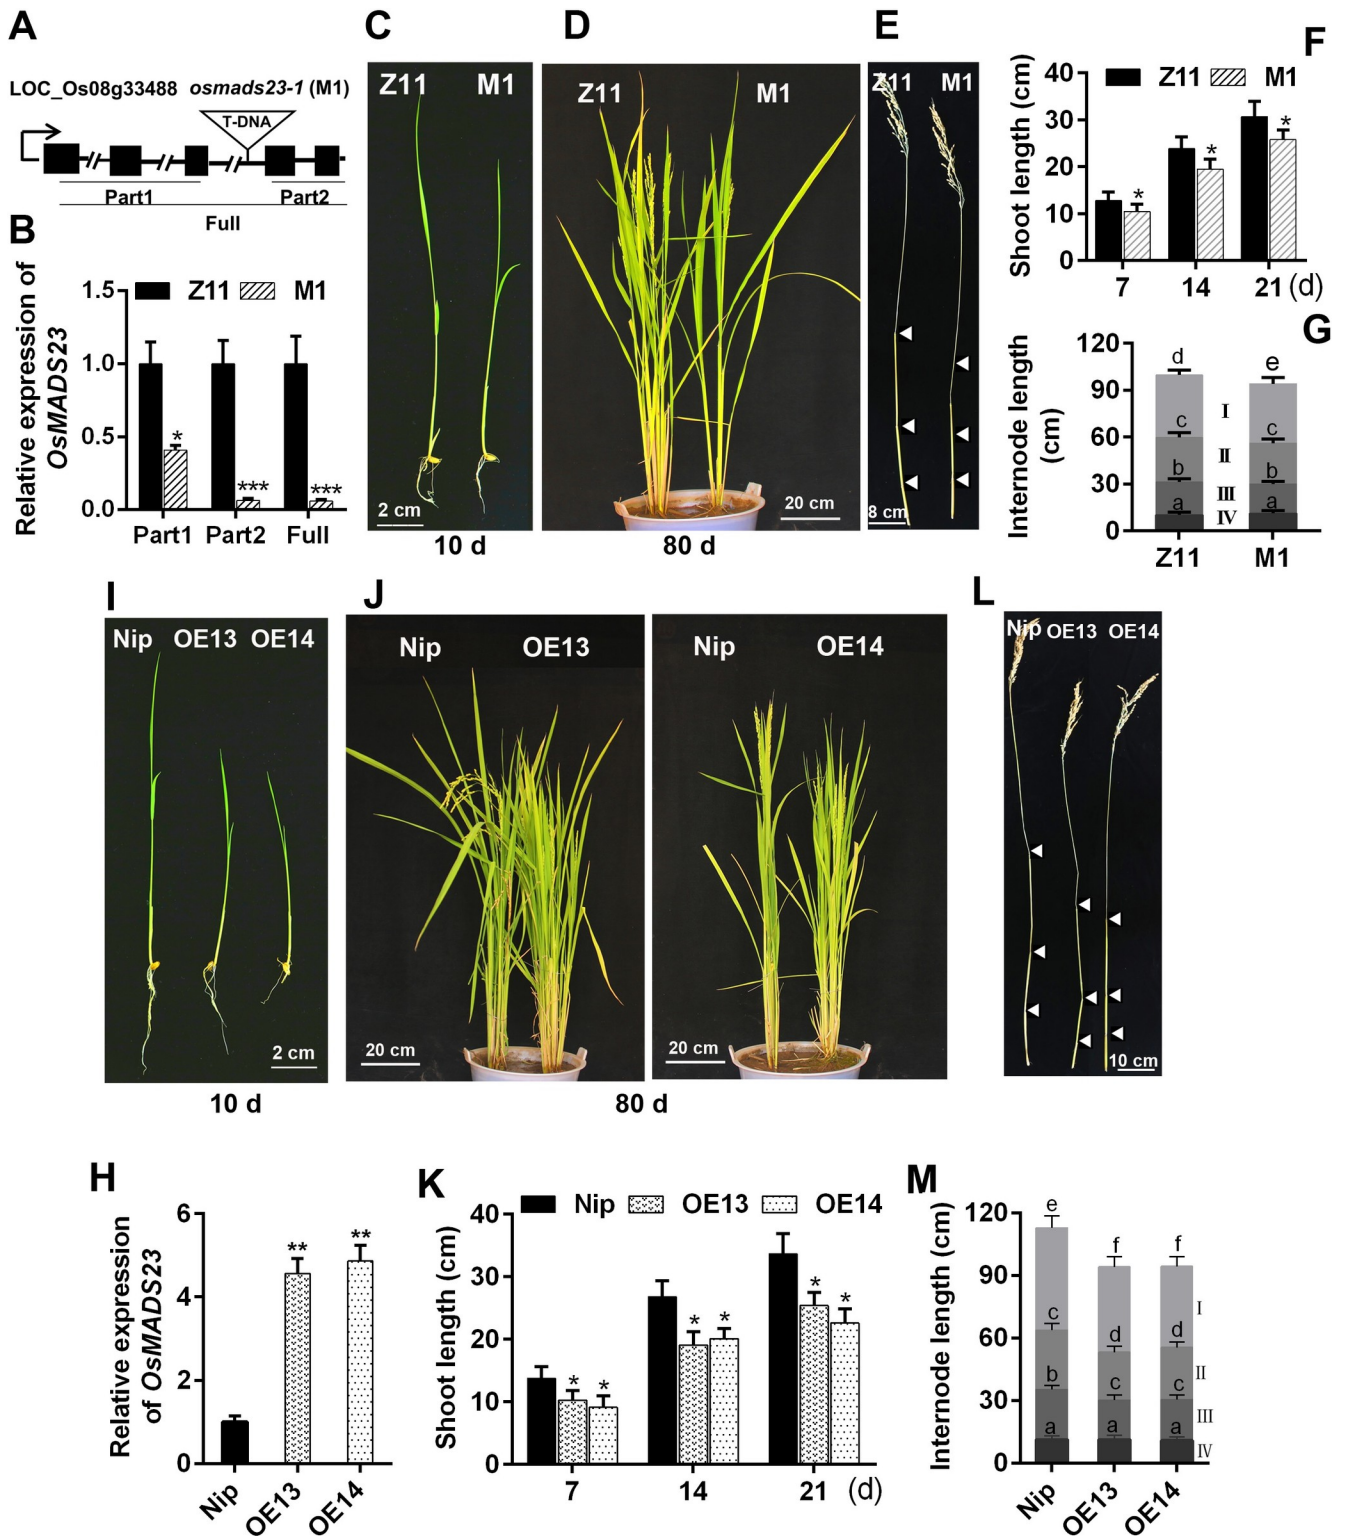 A
LOC_Os08g33488 osmads23-1 (M1)
T-DNA
Part1 Part2
Full
B
Relative expression of
OsMADS23
Z11 M1
1.5
1.0
0.5
0.0
* *** ***
Part1 Part2 Full
C
Z11 M1
2 cm
10 d
D
Z11 M1
20 cm
80 d
E
Z11 M1
8 cm
F
Shoot length (cm)
Z11 M1
40
30
20
10
0
* * *
7 14 21 (d)
G
Internode length
(cm)
120
90
60
30
0
d e
c c
b b
a a
I
II
III
IV
Z11 M1
I
Nip OE13 OE14
2 cm
10 d
J
Nip OE13
20 cm
Nip OE14
20 cm
80 d
L
Nip OE13 OE14
10 cm
H
Relative expression
of OsMADS23
6
4
2
0
** **
Nip OE13 OE14
K
Shoot length (cm)
Nip OE13 OE14
40
30
20
10
0
* * * * * *
7 14 21 (d)
M
Internode length (cm)
120
90
60
30
0
e f f
c d d
b c c
a a a
I
II
III
IV
Nip OE13 OE14